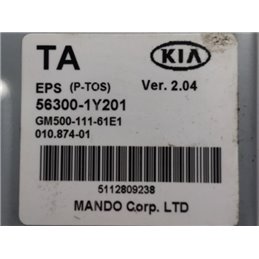 TA KIA
EPS (P-TOS) Ver. 2.04
56300-1Y201
GM500-111-61E1
010.874-01
5112809238
MANDO Corp. LTD